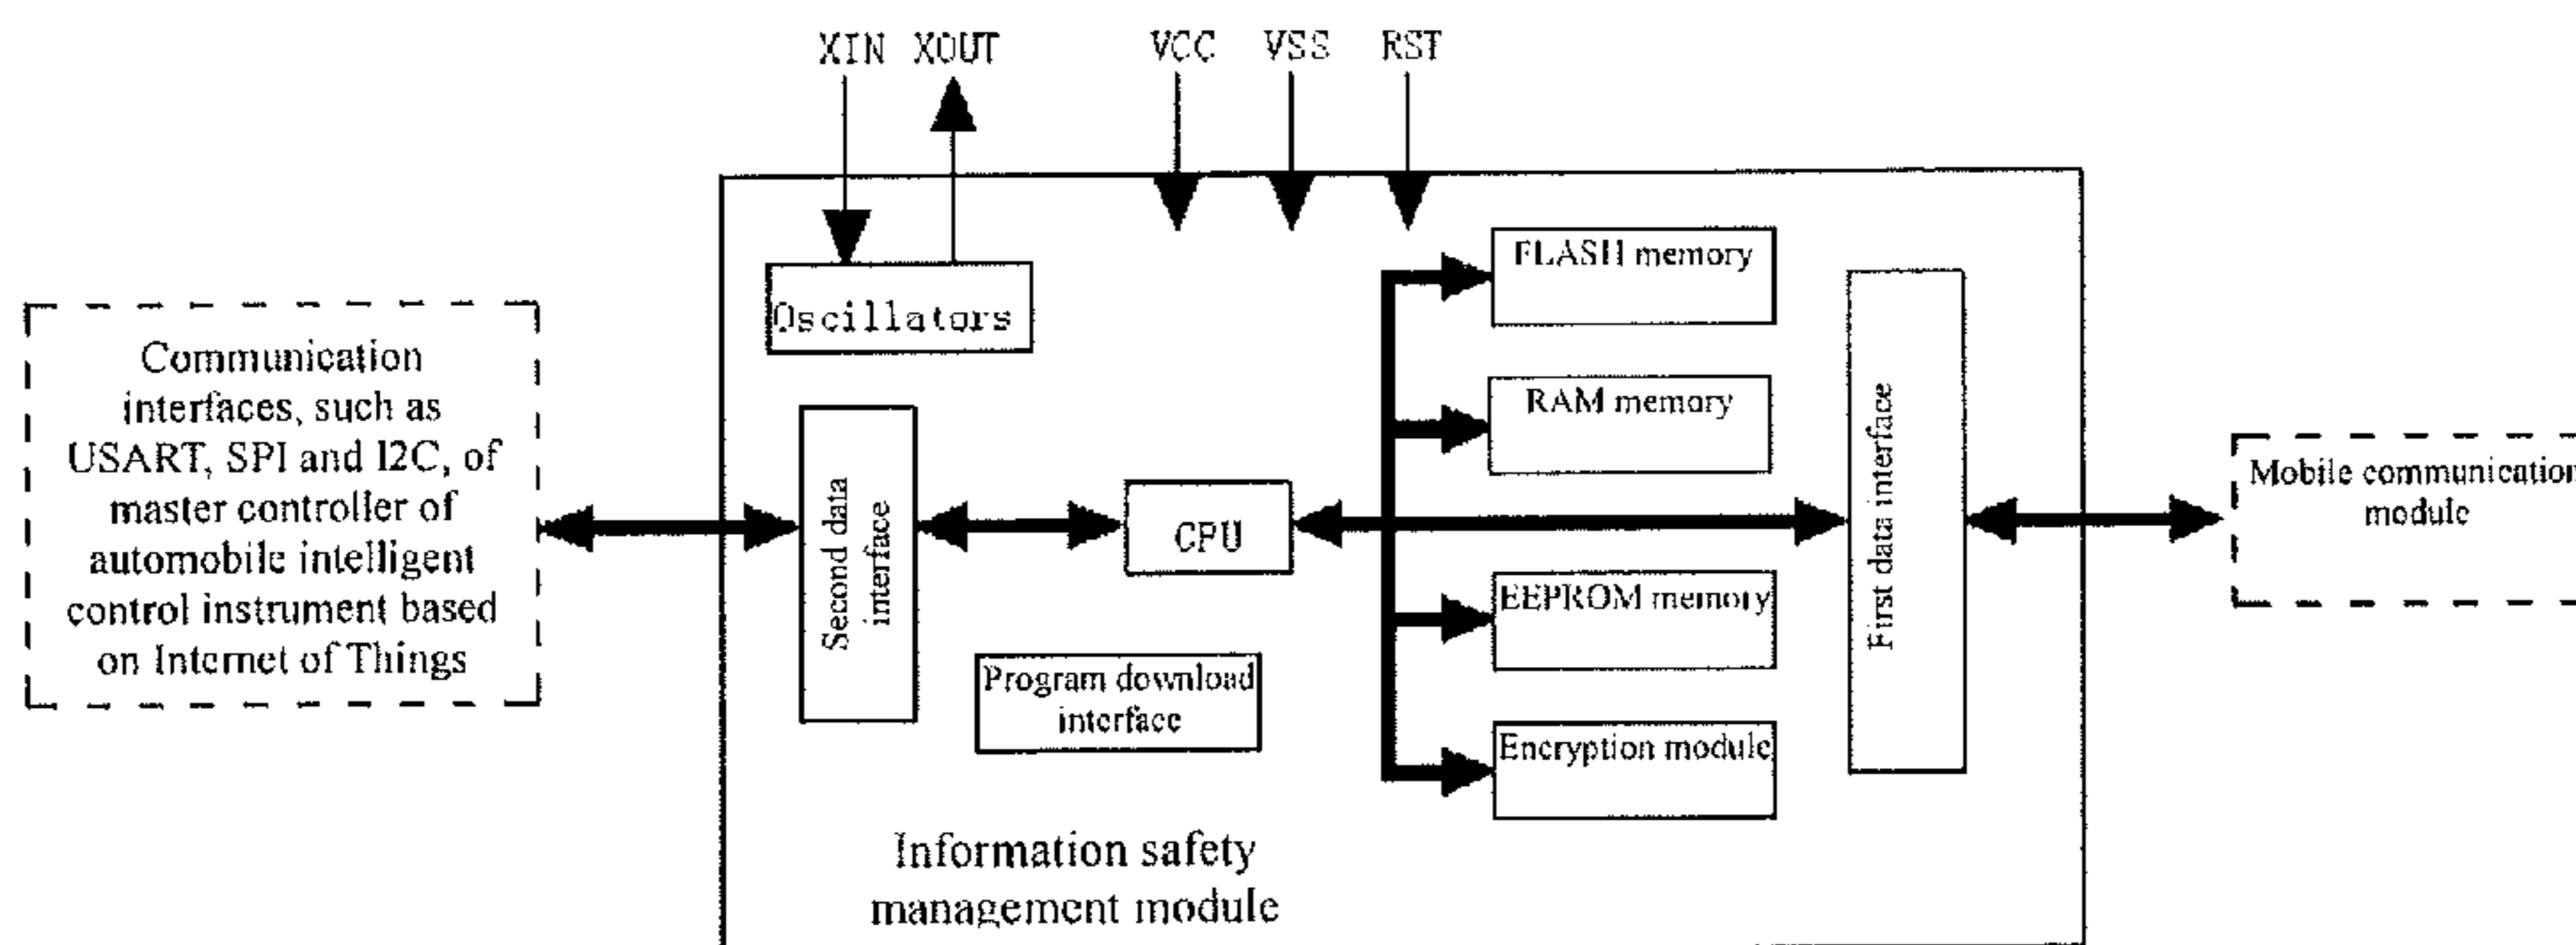 XIN XOUT VCC VSS RST
Oscillators
Communication
interfaces, such as
USART, SPI and I2C, of
master controller of
automobile intelligent
control instrument based
on Internet of Things
Second data
interface
CPU
Program download
interface
FLASH memory
RAM memory
EEPROM memory
Encryption module
First data interface
Mobile communication
module
Information safety
management module